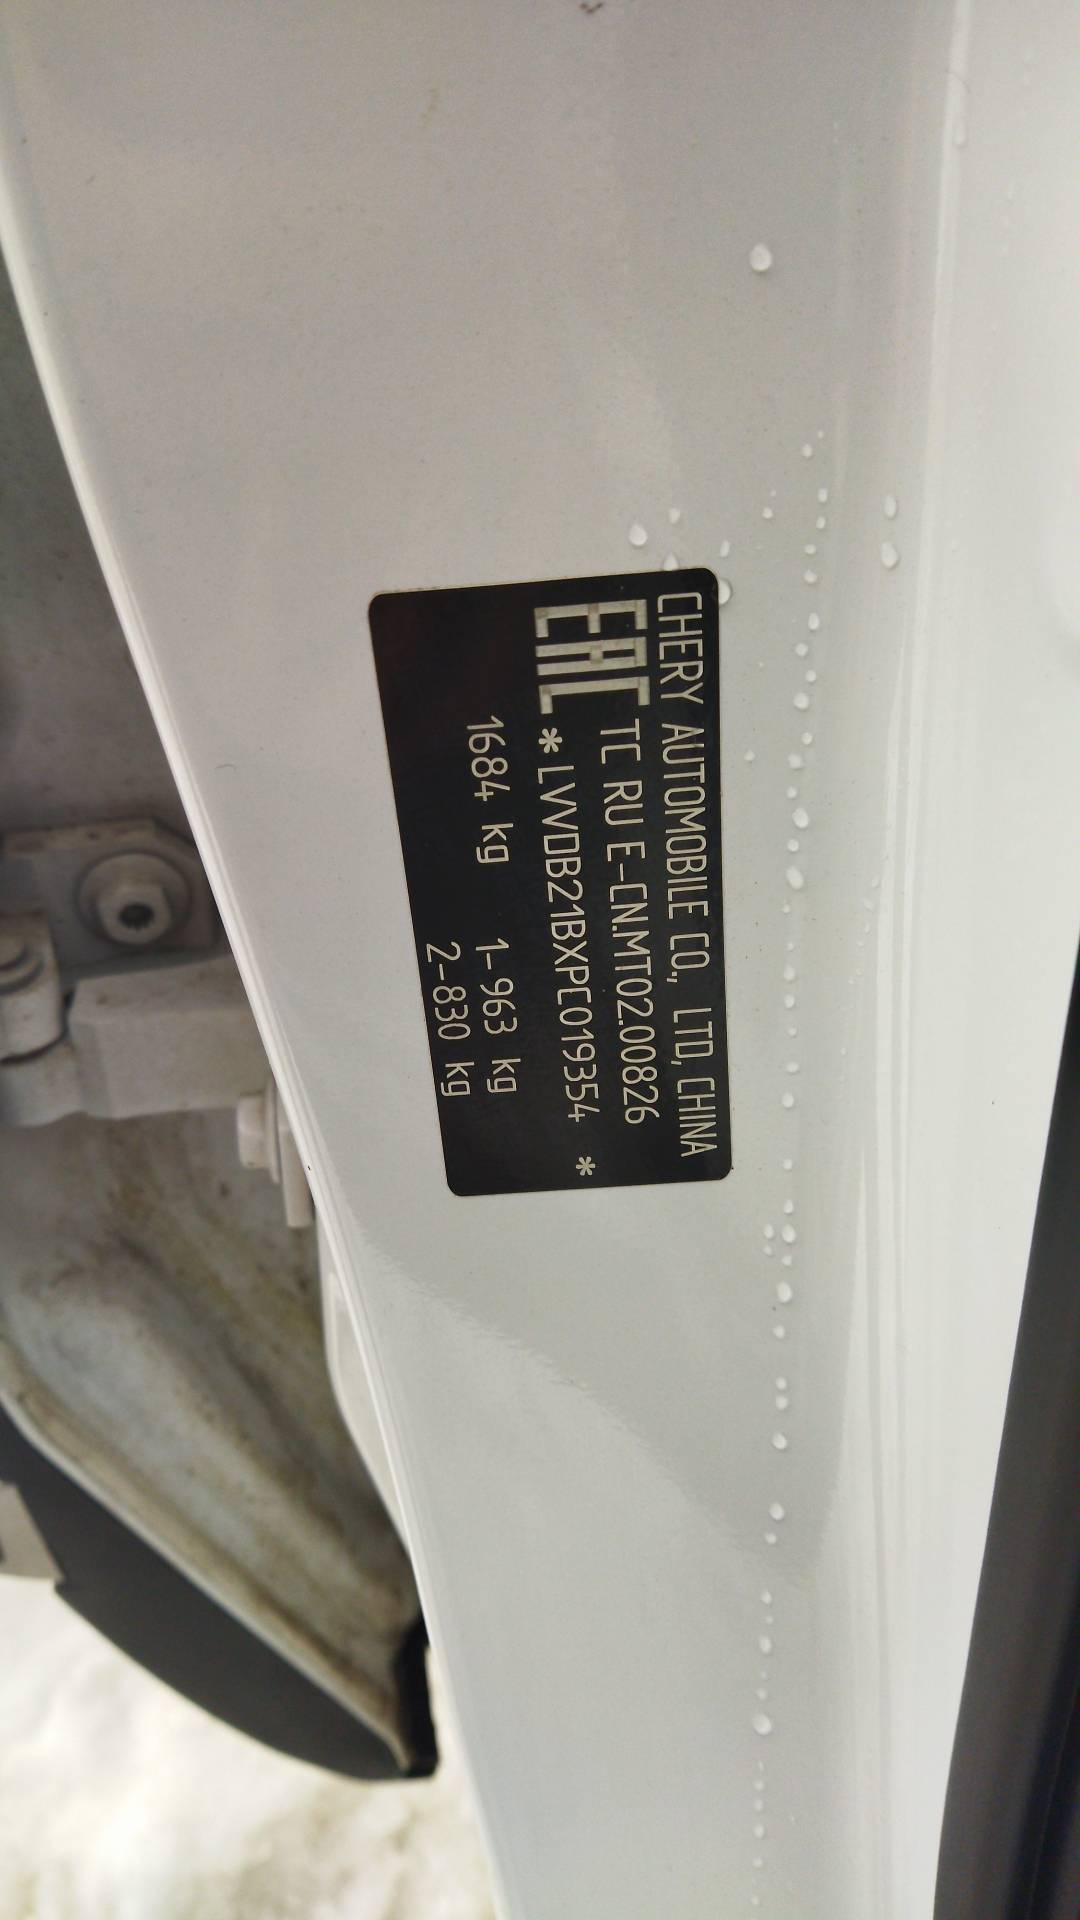 CHERY AUTOMOBILE CO., LTD, CHINA
EAC TC RU E-CN.MT02.00826
*LVVDB21BXPC019354 *
1684 kg 1-963 kg
2-830 kg